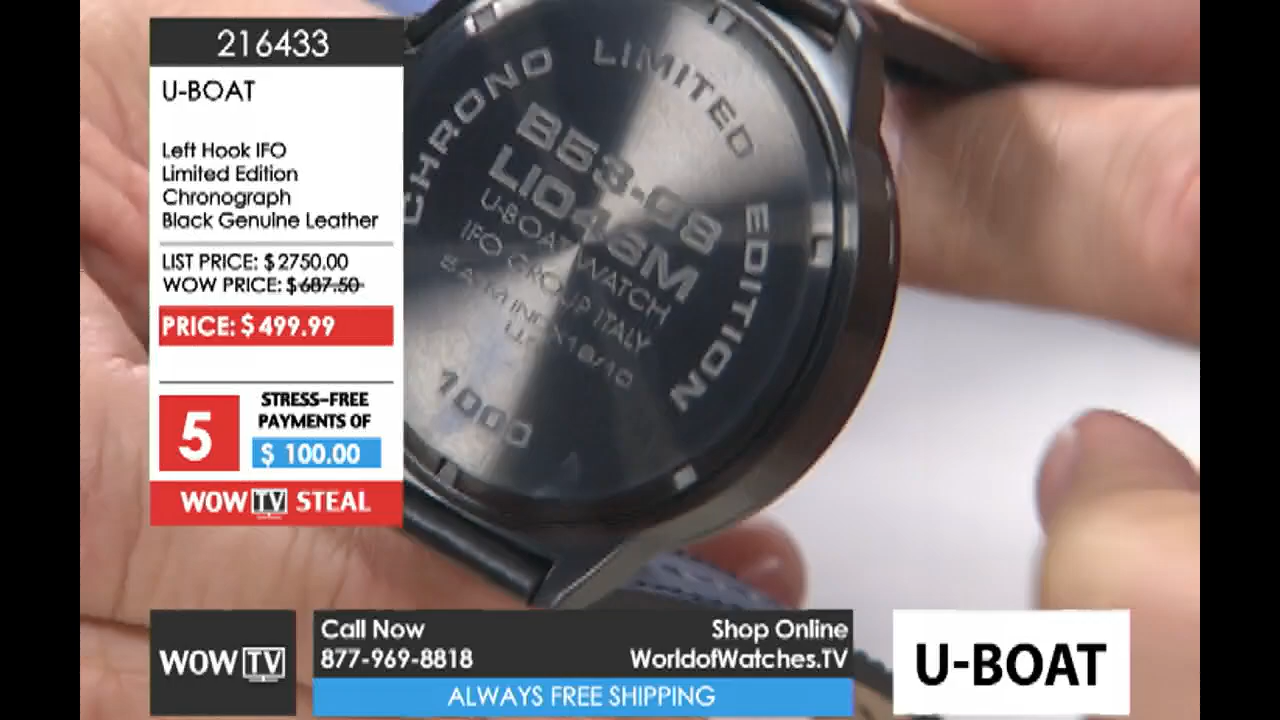 216433
U-BOAT
Left Hook IFO
Limited Edition
Chronograph
Black Genuine Leather
LIST PRICE: $2750.00
WOW PRICE: $687.50
PRICE: $499.99
5
STRESS-FREE
PAYMENTS OF
$ 100.00
WOW TV STEAL
CHRONO LIMITED EDITION
B53-08
U-BOAT WATCH
IFO GROUP ITALY
1000
WOW TV
Call Now
877-969-8818
Shop Online
WorldofWatches.TV
ALWAYS FREE SHIPPING
U-BOAT